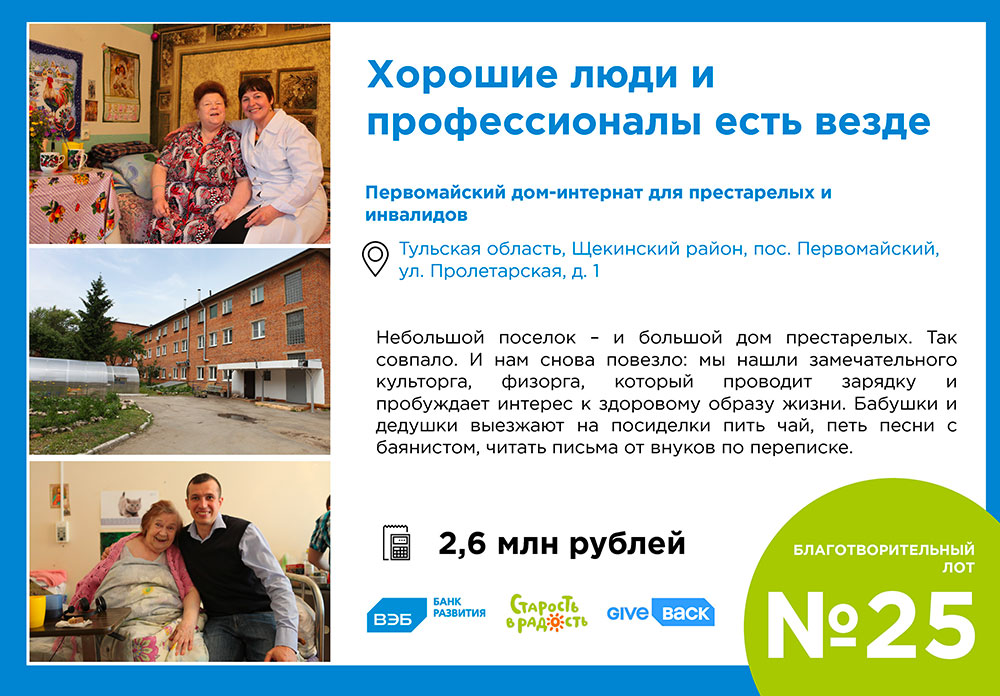 Хорошие люди и
профессионалы есть везде
Первомайский дом-интернат для престарелых и
инвалидов
Тульская область, Щекинский район, пос. Первомайский,
ул. Пролетарская, д. 1
Небольшой поселок – и большой дом престарелых. Так
совпало. И нам снова повезло: мы нашли замечательного
культорга, физорга, который проводит зарядку и
пробуждает интерес к здоровому образу жизни. Бабушки и
дедушки выезжают на посиделки пить чай, петь песни с
баянистом, читать письма от внуков по переписке.
2,6 млн рублей
ВЭБ БАНК
РАЗВИТИЯ
Старость
в радость
GIVE BACK
БЛАГОТВОРИТЕЛЬНЫЙ
ЛОТ
№25